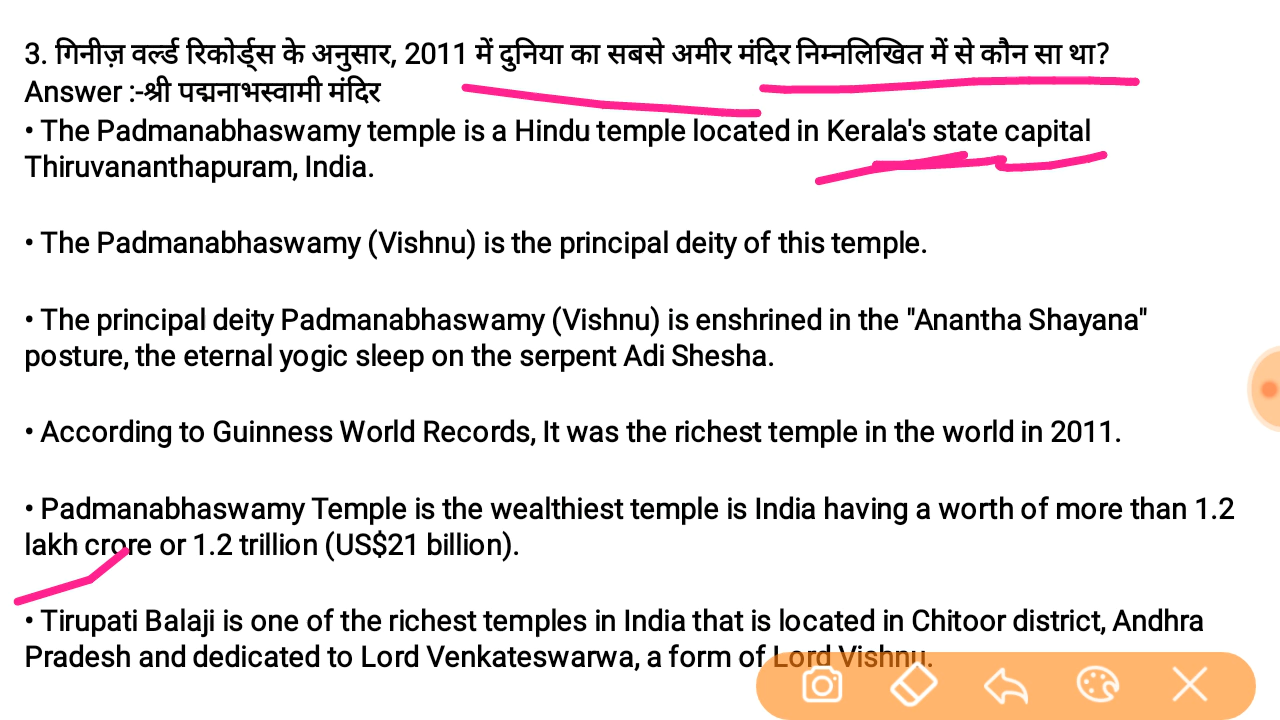 3. गिनीज़ वर्ल्ड रिकोर्ड्स के अनुसार, 2011 में दुनिया का सबसे अमीर मंदिर निम्नलिखित में से कौन सा था?
Answer :-श्री पद्मनाभस्वामी मंदिर
• The Padmanabhaswamy temple is a Hindu temple located in Kerala's state capital
Thiruvananthapuram, India.
• The Padmanabhaswamy (Vishnu) is the principal deity of this temple.
• The principal deity Padmanabhaswamy (Vishnu) is enshrined in the "Anantha Shayana"
posture, the eternal yogic sleep on the serpent Adi Shesha.
• According to Guinness World Records, It was the richest temple in the world in 2011.
• Padmanabhaswamy Temple is the wealthiest temple is India having a worth of more than 1.2
lakh crore or 1.2 trillion (US$21 billion).
• Tirupati Balaji is one of the richest temples in India that is located in Chitoor district, Andhra
Pradesh and dedicated to Lord Venkateswarwa, a form of Lord Vishnu.